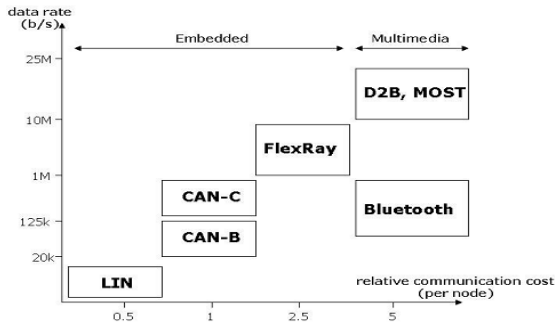 data rate
(b/s)
Embedded
Multimedia
25M
D2B, MOST
10M
FlexRay
1M
CAN-C
Bluetooth
125k
CAN-B
20k
LIN
relative communication cost
(per node)
0.5
1
2.5
5